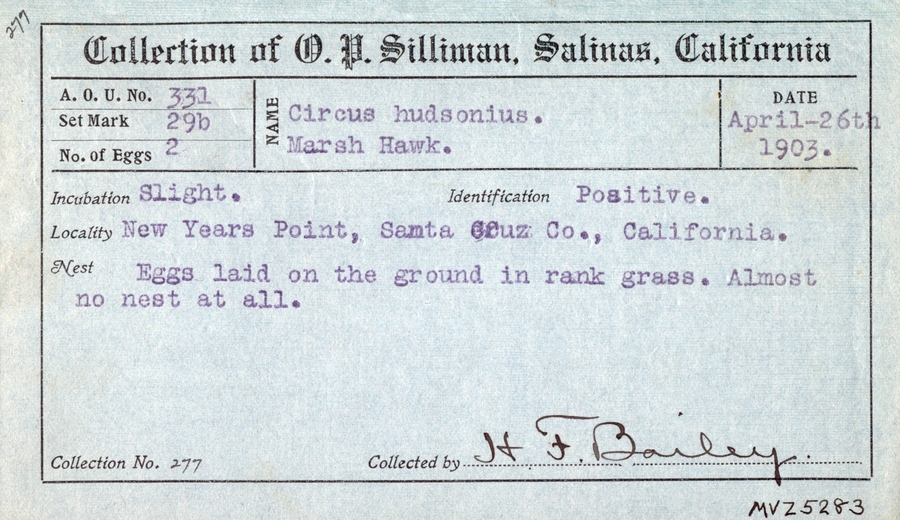 277
Collection of O. P. Silliman, Salinas, California
A. O. U. No. 331
Set Mark 29b
No. of Eggs 2
NAME
Circus hudsonius.
Marsh Hawk.
DATE
April-26th
1903.
Incubation Slight. Identification Positive.
Locality New Years Point, Santa Cruz Co., California.
Nest Eggs laid on the ground in rank grass. Almost
no nest at all.
Collection No. 277 Collected by H. F. Bailey.
MVZ5283